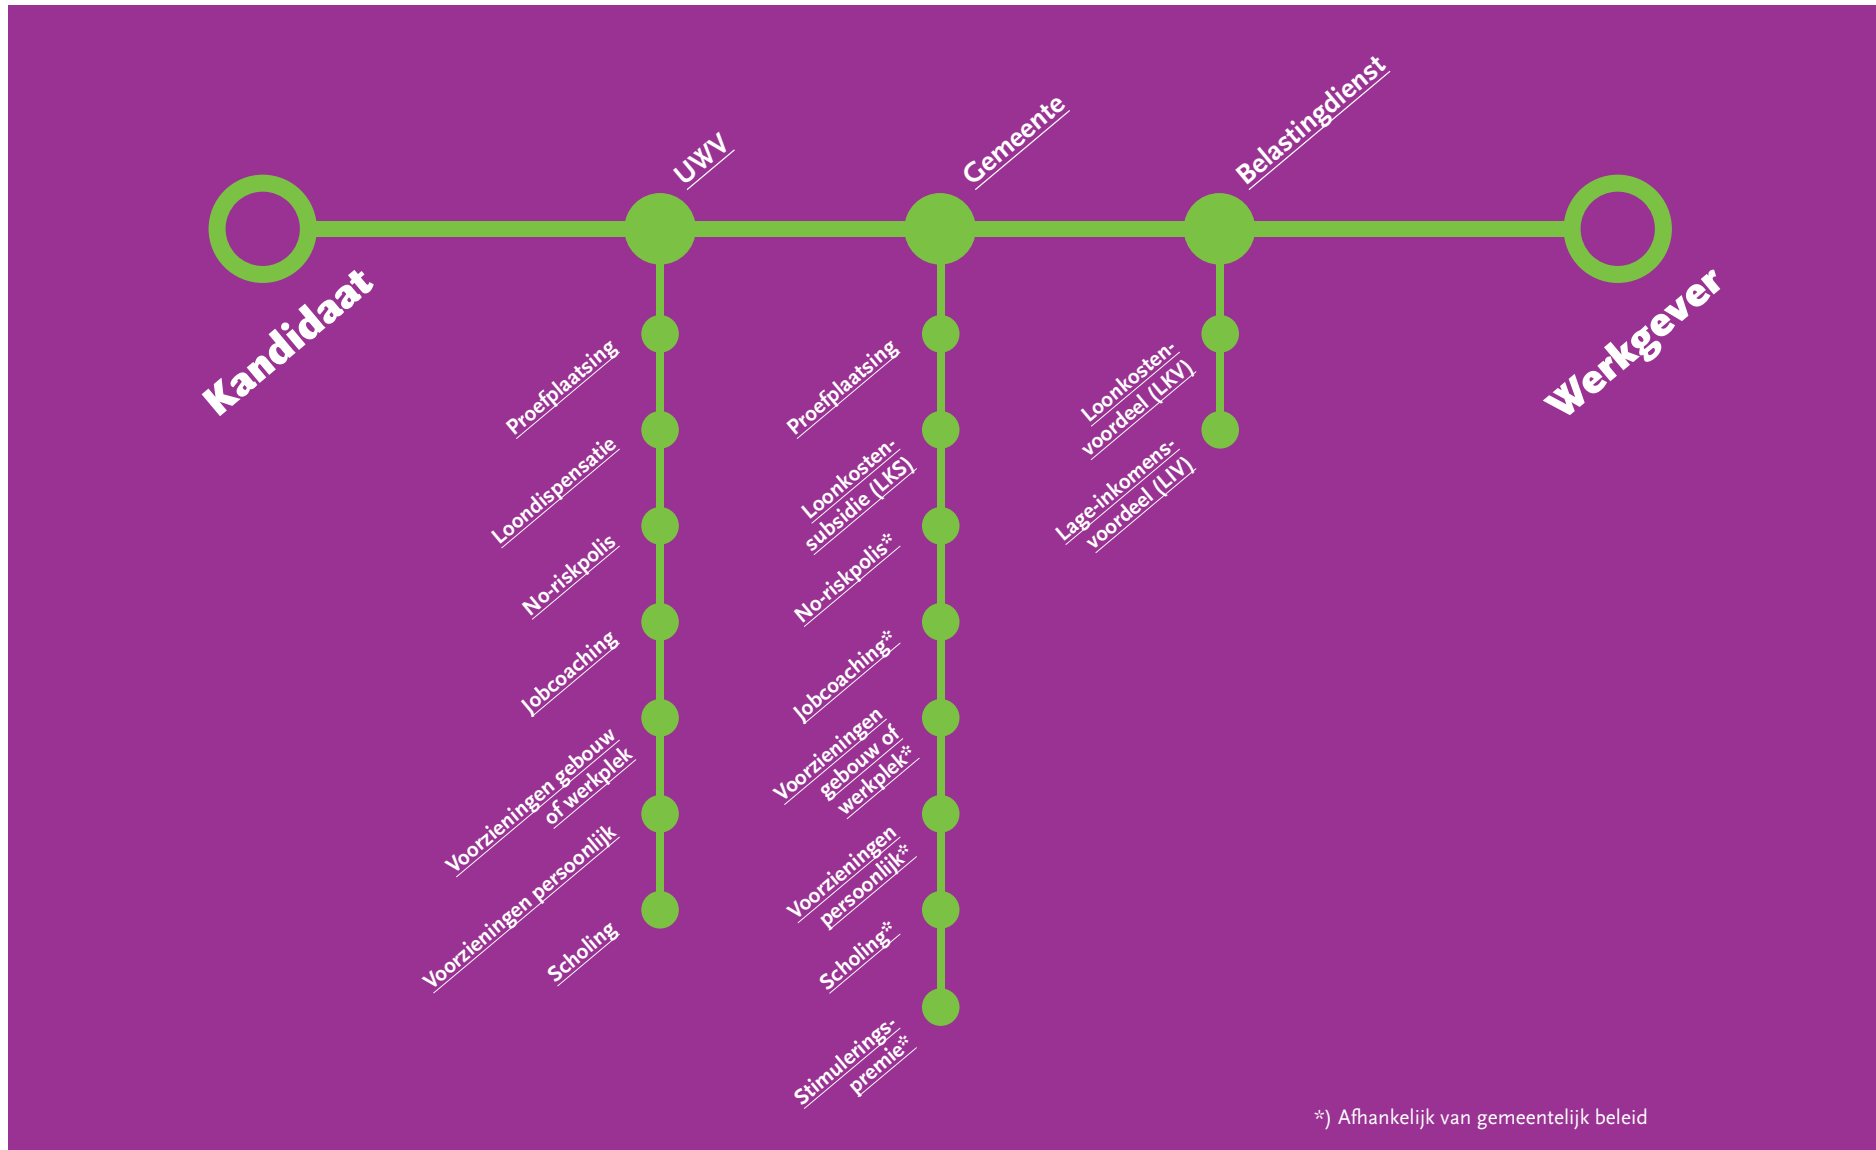 UWV
Gemeente
Belastingdienst
Kandidaat
Werkgever
Proefplaatsing
Loondispensatie
No-riskpolis
Jobcoaching
Voorzieningen gebouw
of werkplek
Voorzieningen persoonlijk
Scholing
Proefplaatsing
Loonkosten-
subsidie (LKS)
No-riskpolis*
Jobcoaching*
Voorzieningen
gebouw of
werkplek*
Voorzieningen
persoonlijk*
Scholing*
Stimulerings-
premie*
Loonkosten-
voordeel (LKV)
Lage-inkomens-
voordeel (LIV)
*) Afhankelijk van gemeentelijk beleid